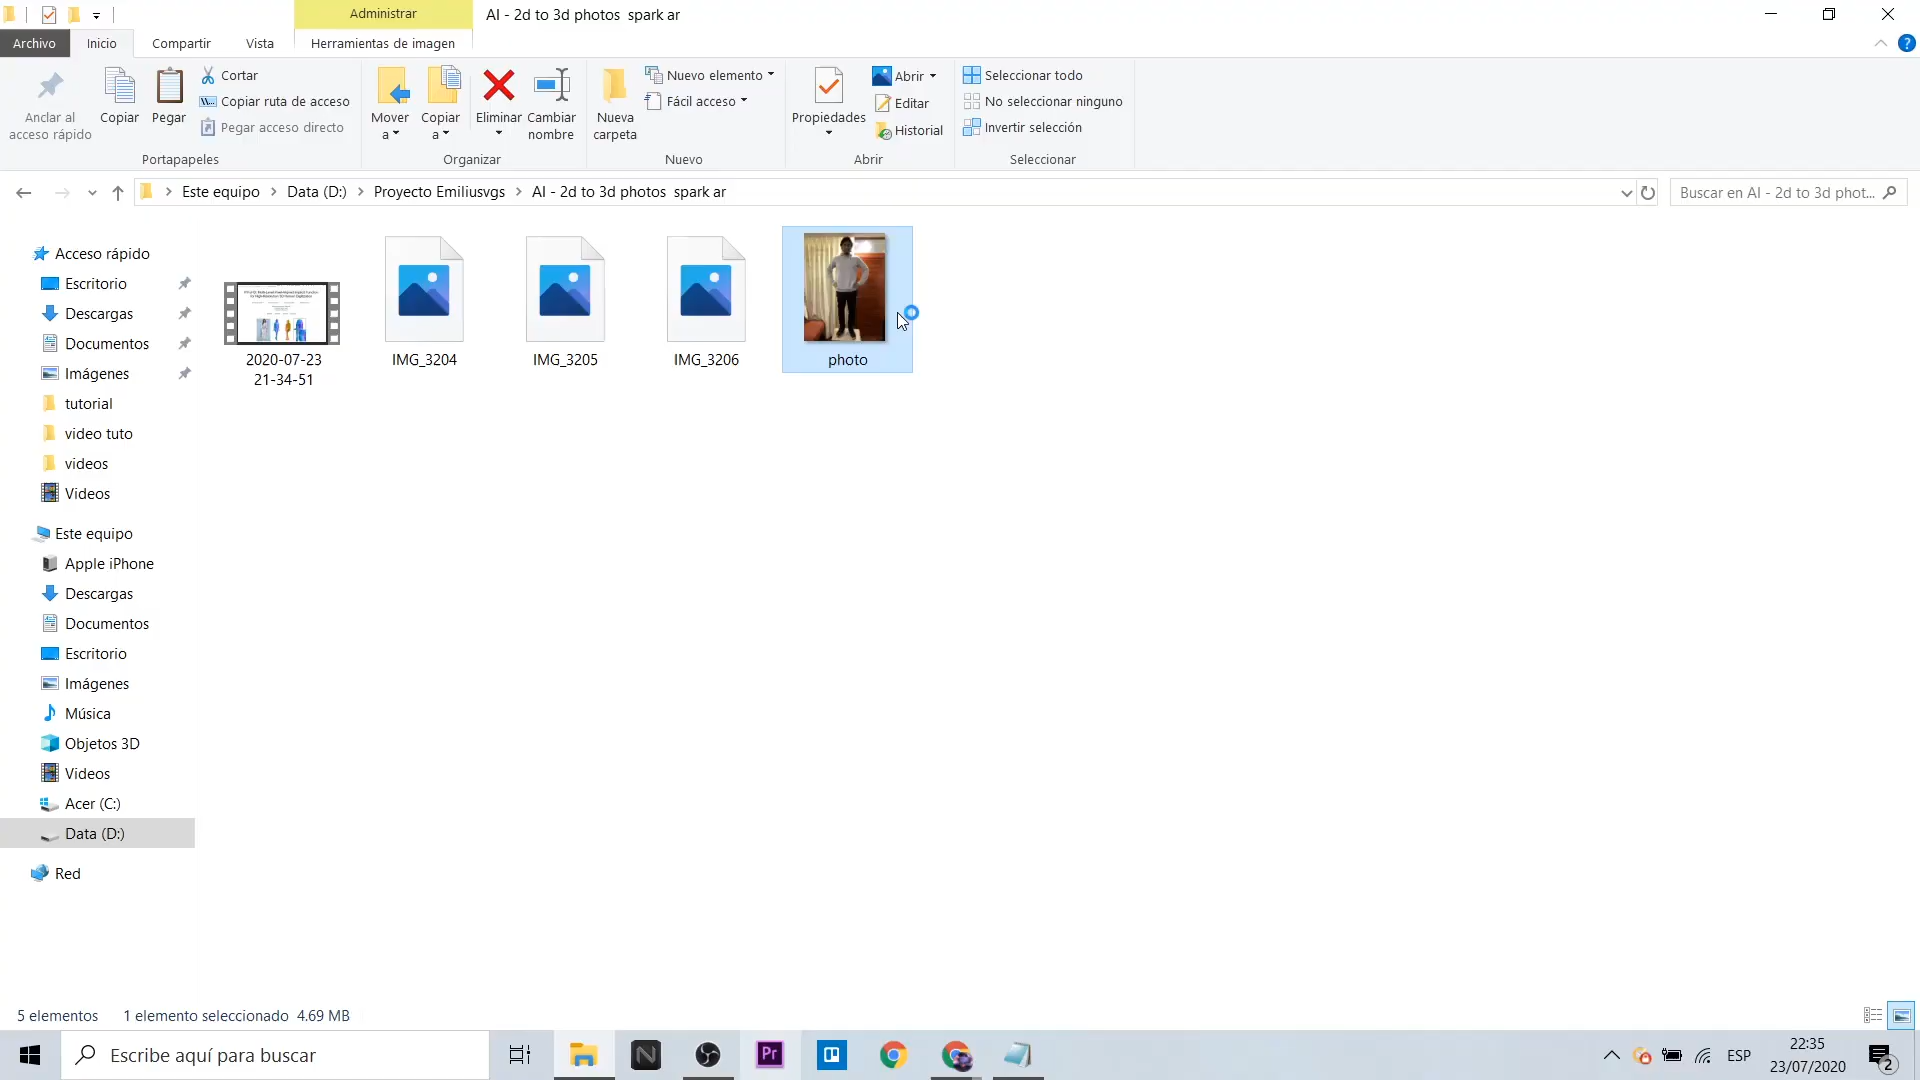 Administrar
AI - 2d to 3d photos  spark ar
Archivo
Inicio
Compartir
Vista
Herramientas de imagen
Anclar al
acceso rápido
Copiar
Pegar
Cortar
Copiar ruta de acceso
Pegar acceso directo
Portapapeles
Mover
a
Copiar
a
Eliminar
Cambiar
nombre
Organizar
Nueva
carpeta
Nuevo elemento
Fácil acceso
Nuevo
Propiedades
Abrir
Editar
Historial
Abrir
Seleccionar todo
No seleccionar ninguno
Invertir selección
Seleccionar
Este equipo
Data (D:)
Proyecto Emiliusvgs
AI - 2d to 3d photos  spark ar
Buscar en AI - 2d to 3d phot...
Acceso rápido
Escritorio
Descargas
Documentos
Imágenes
tutorial
video tuto
videos
Videos
Este equipo
Apple iPhone
Descargas
Documentos
Escritorio
Imágenes
Música
Objetos 3D
Videos
Acer (C:)
Data (D:)
Red
2020-07-23
21-34-51
IMG_3204
IMG_3205
IMG_3206
photo
5 elementos
1 elemento seleccionado  4.69 MB
Escribe aquí para buscar
Pr
ESP
22:35
23/07/2020
2